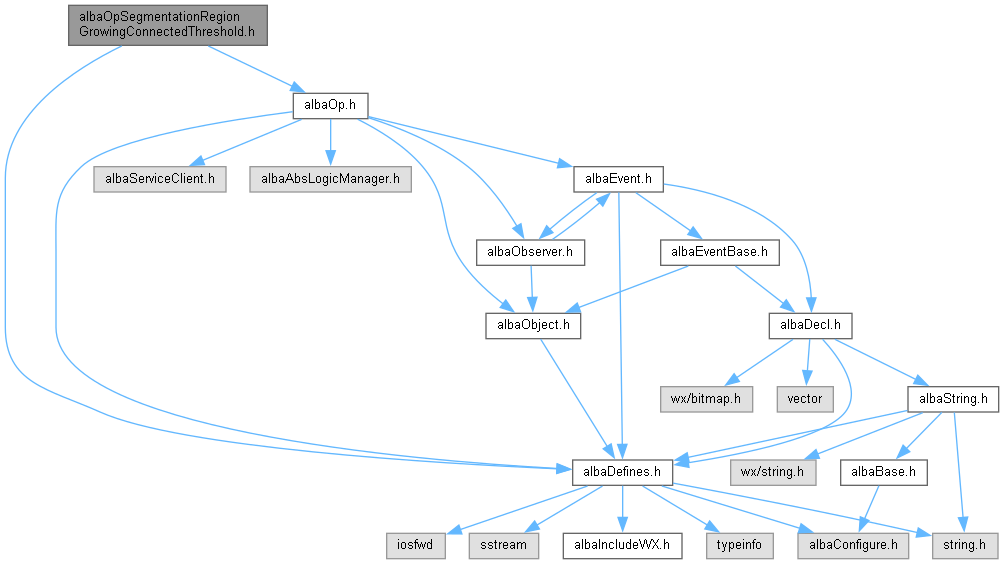 albaOpSegmentationRegion
GrowingConnectedThreshold.h
albaOp.h
albaServiceClient.h
albaAbsLogicManager.h
albaEvent.h
albaObserver.h
albaEventBase.h
albaObject.h
albaDecl.h
wx/bitmap.h
vector
albaString.h
albaDefines.h
wx/string.h
albaBase.h
iosfwd
sstream
albaIncludeWX.h
typeinfo
albaConfigure.h
string.h